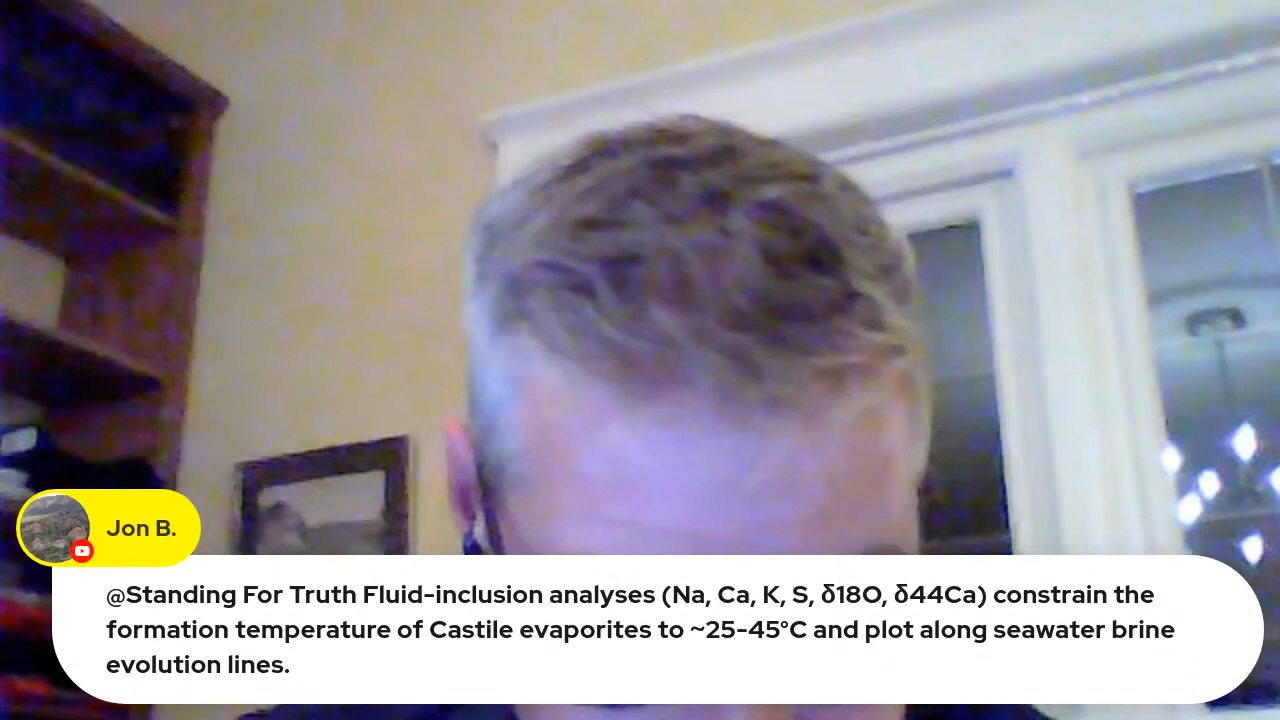 Jon B.
@Standing For Truth Fluid-inclusion analyses (Na, Ca, K, S, δ18O, δ44Ca) constrain the
formation temperature of Castile evaporites to ~25-45°C and plot along seawater brine
evolution lines.